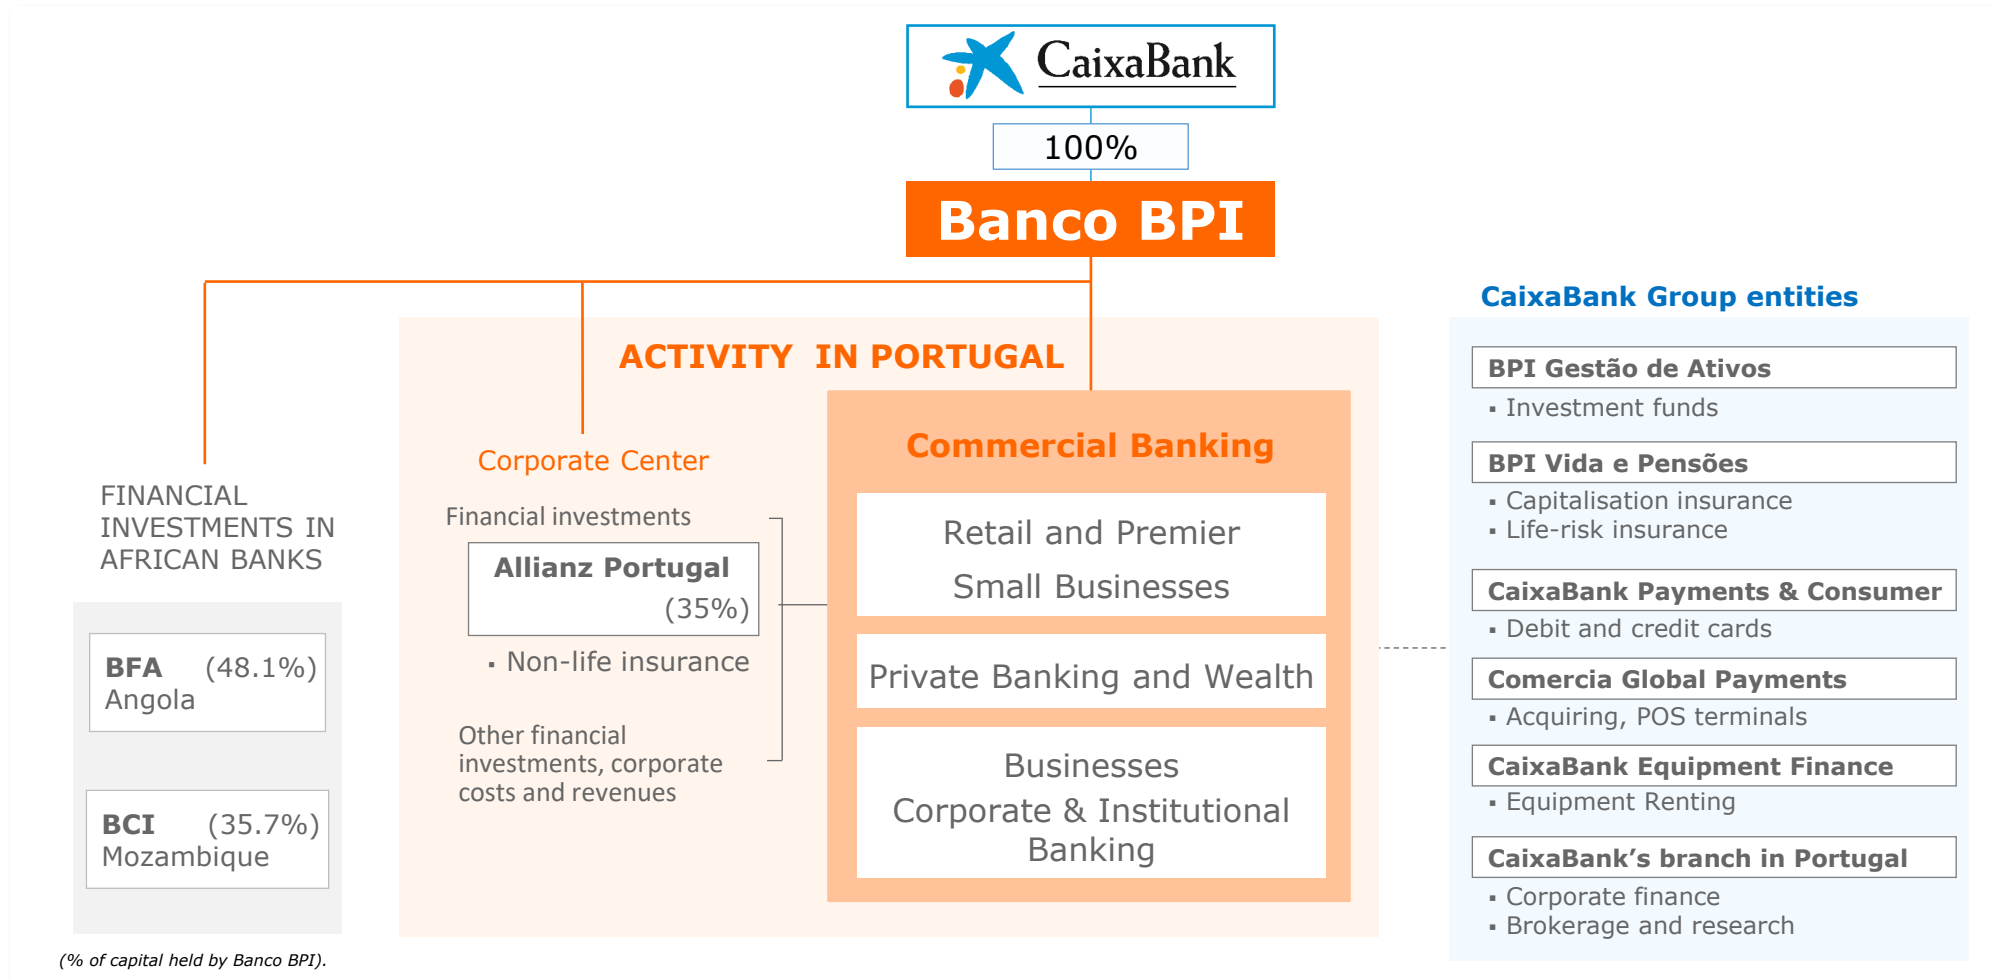 CaixaBank
100%
Banco BPI
CaixaBank Group entities
ACTIVITY IN PORTUGAL
FINANCIAL
INVESTMENTS IN
AFRICAN BANKS
BFA (48.1%)
Angola
BCI (35.7%)
Mozambique
(% of capital held by Banco BPI).
Corporate Center
Financial investments
Allianz Portugal
(35%)
▪ Non-life insurance
Other financial
investments, corporate
costs and revenues
Commercial Banking
Retail and Premier
Small Businesses
Private Banking and Wealth
Businesses
Corporate & Institutional
Banking
BPI Gestão de Ativos
▪ Investment funds
BPI Vida e Pensões
▪ Capitalisation insurance
▪ Life-risk insurance
CaixaBank Payments & Consumer
▪ Debit and credit cards
Comercia Global Payments
▪ Acquiring, POS terminals
CaixaBank Equipment Finance
▪ Equipment Renting
CaixaBank’s branch in Portugal
▪ Corporate finance
▪ Brokerage and research